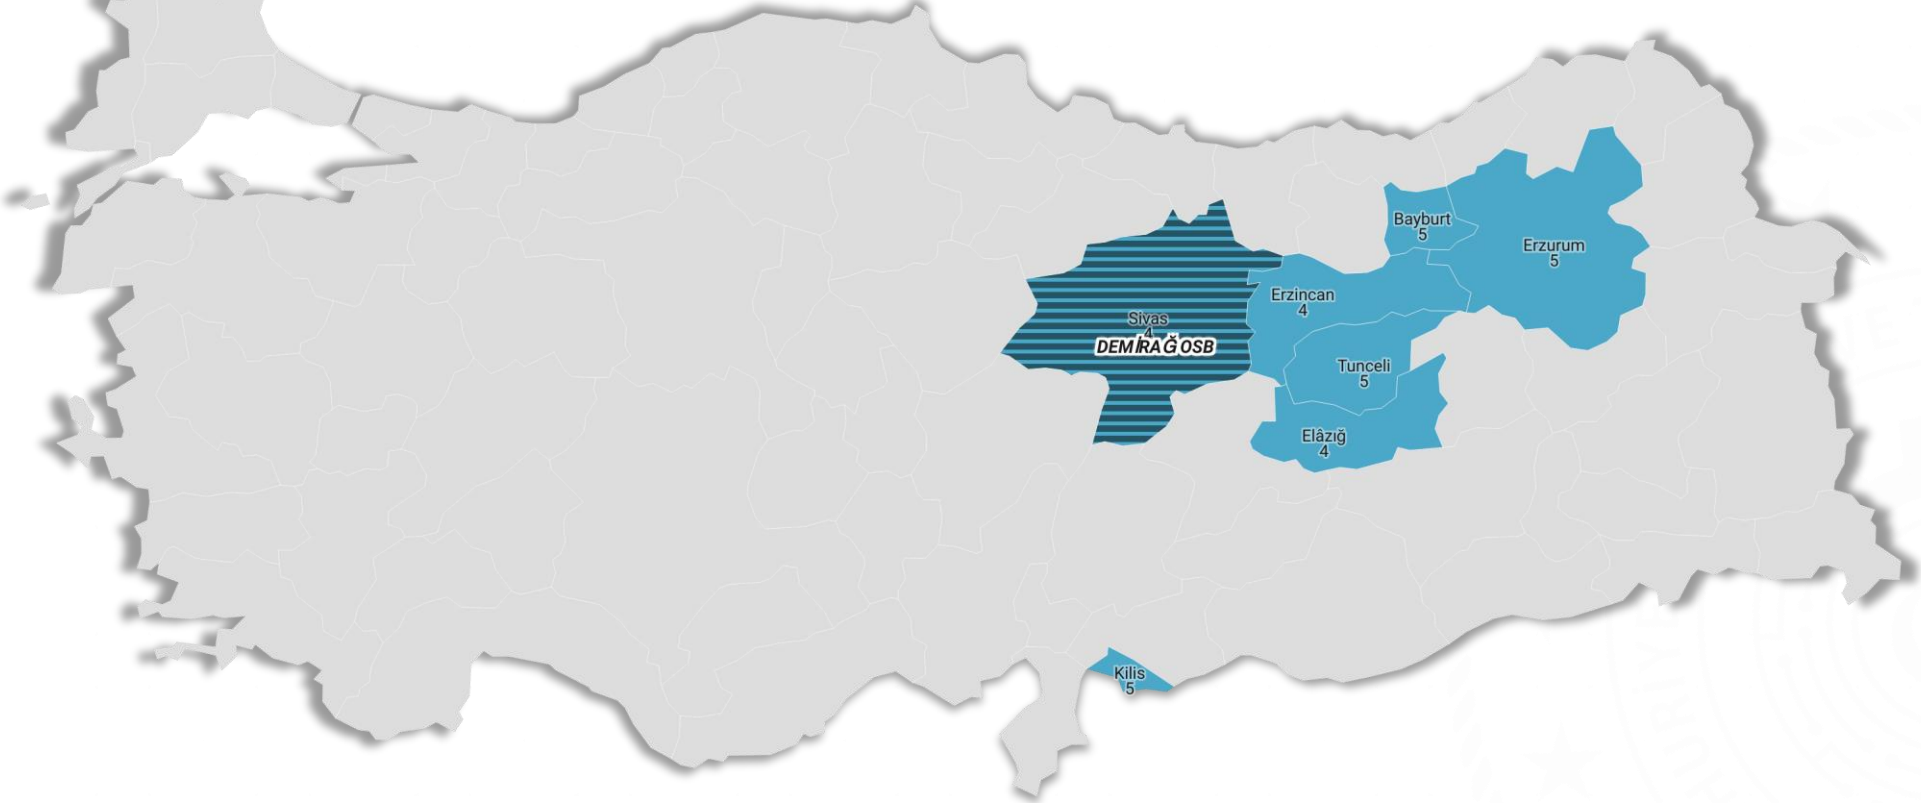 Bayburt
5
Erzurum
5
Erzincan
4
Sivas
4
DEMİRAĞ OSB
Tunceli
5
Elâzığ
4
Kilis
5